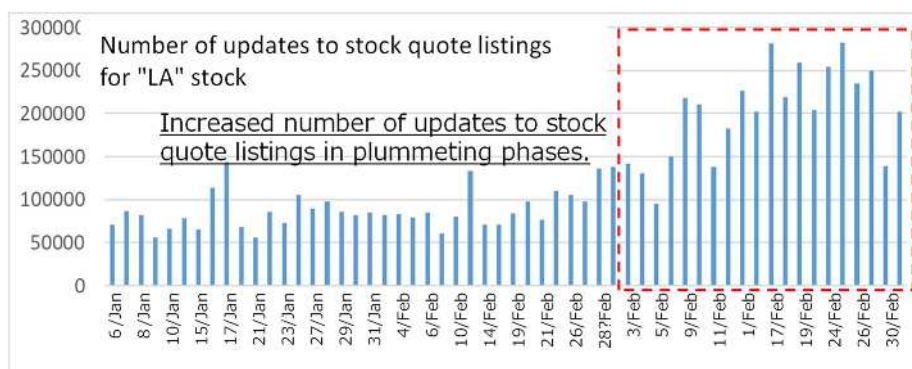 300000
Number of updates to stock quote listings
for "LA" stock
250000
200000
Increased number of updates to stock
quote listings in plummeting phases.
150000
100000
50000
0
6/Jan
8/Jan
10/Jan
15/Jan
17/Jan
21/Jan
23/Jan
27/Jan
29/Jan
31/Jan
4/Feb
6/Feb
10/Feb
14/Feb
19/Feb
21/Feb
26/Feb
28?Feb
3/Feb
5/Feb
9/Feb
11/Feb
1/Feb
17/Feb
19/Feb
24/Feb
26/Feb
30/Feb